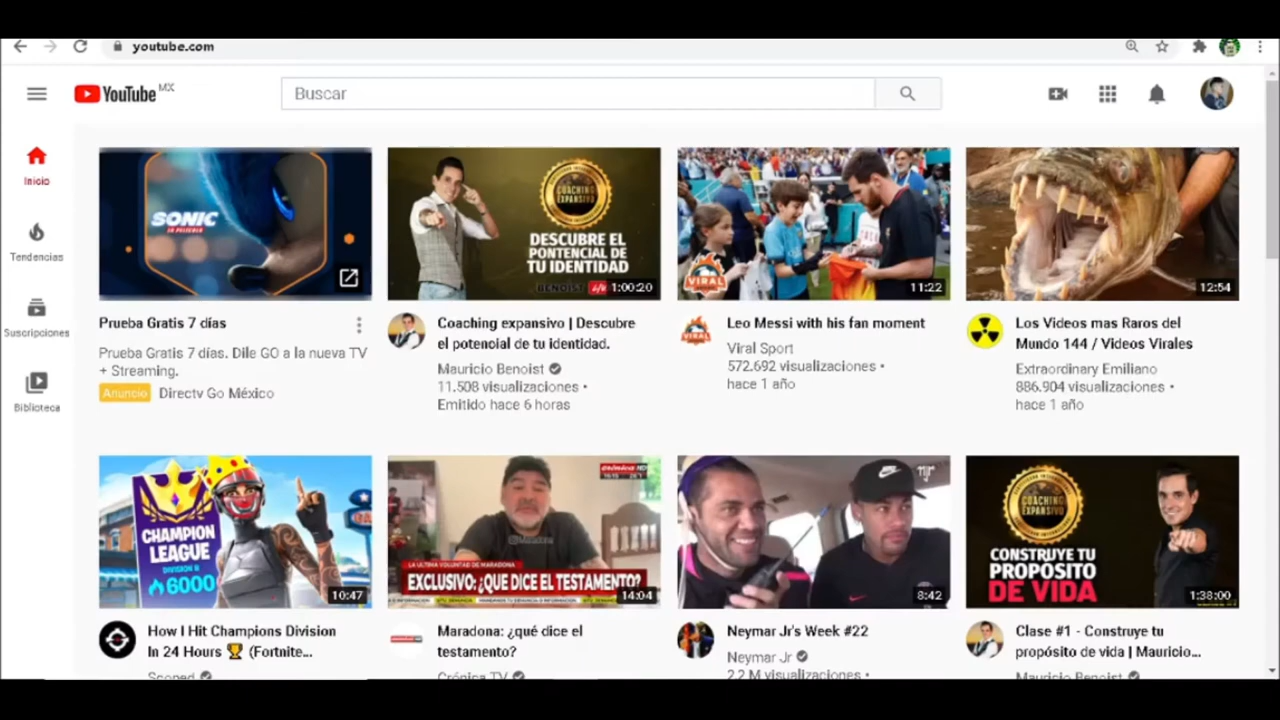 youtube.com
YouTube MX
Buscar
Inicio
Tendencias
Suscripciones
Biblioteca
SONIC
LA PELÍCULA
COACHING
EXPANSIVO
DESCUBRE EL
POTENCIAL DE
TU IDENTIDAD
BENOIST
1:00:20
VIRAL
11:22
12:54
Prueba Gratis 7 días
Prueba Gratis 7 días. Dile GO a la nueva TV
+ Streaming.
Anuncio Directv Go México
Coaching expansivo | Descubre
el potencial de tu identidad.
Mauricio Benoist
11.508 visualizaciones •
Emitido hace 6 horas
VIRAL
Leo Messi with his fan moment
Viral Sport
572.692 visualizaciones •
hace 1 año
Los Videos mas Raros del
Mundo 144 / Videos Virales
Extraordinary Emiliano
886.904 visualizaciones •
hace 1 año
CHAMPION
LEAGUE
DIVISION III
6000
10:47
crónica HD
LA ULTIMA VOLUNTAD DE MARADONA
EXCLUSIVO: ¿QUE DICE EL TESTAMENTO?
14:04
8:42
COACHING
EXPANSIVO
CONSTRUYE TU
PROPÓSITO
DE VIDA
1:38:00
How I Hit Champions Division
In 24 Hours 🏆 (Fortnite...
Scoped
Maradona: ¿qué dice el
testamento?
Crónica TV
Neymar Jr's Week #22
Neymar Jr
2.2 M visualizaciones •
Clase #1 - Construye tu
propósito de vida | Mauricio...
Mauricio Benoist